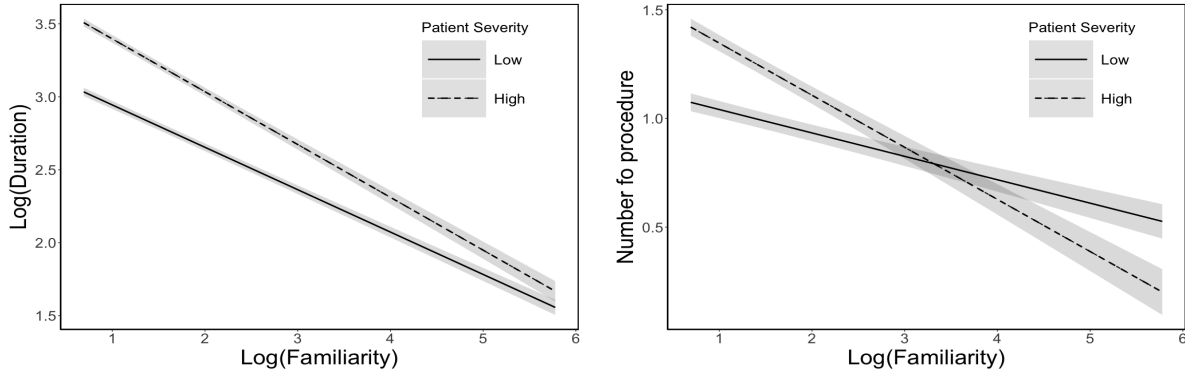 Log(Duration)
3.5
3.0
2.5
2.0
1.5
Patient Severity
Low
High
1 2 3 4 5 6
Log(Familiarity)
Number fo procedure
1.5
1.0
0.5
Patient Severity
Low
High
1 2 3 4 5 6
Log(Familiarity)